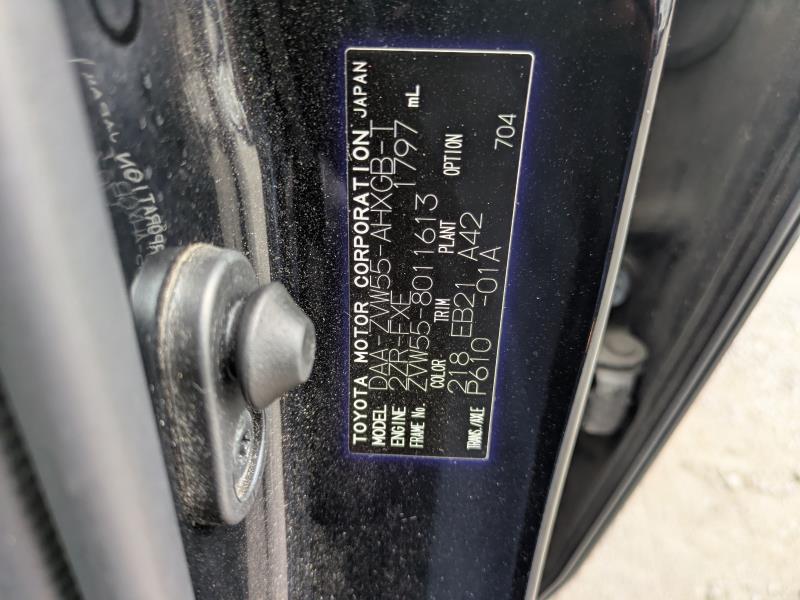 TOYOTA MOTOR CORPORATION JAPAN
MODEL DAA-ZVW55-AHXGB-T
ENGINE 2ZR-FXE 1797 mL
FRAME No. ZVW55-8011613
COLOR TRIM PLANT OPTION
218 EB21 A42
TRANS./AXLE P610 -01A 704